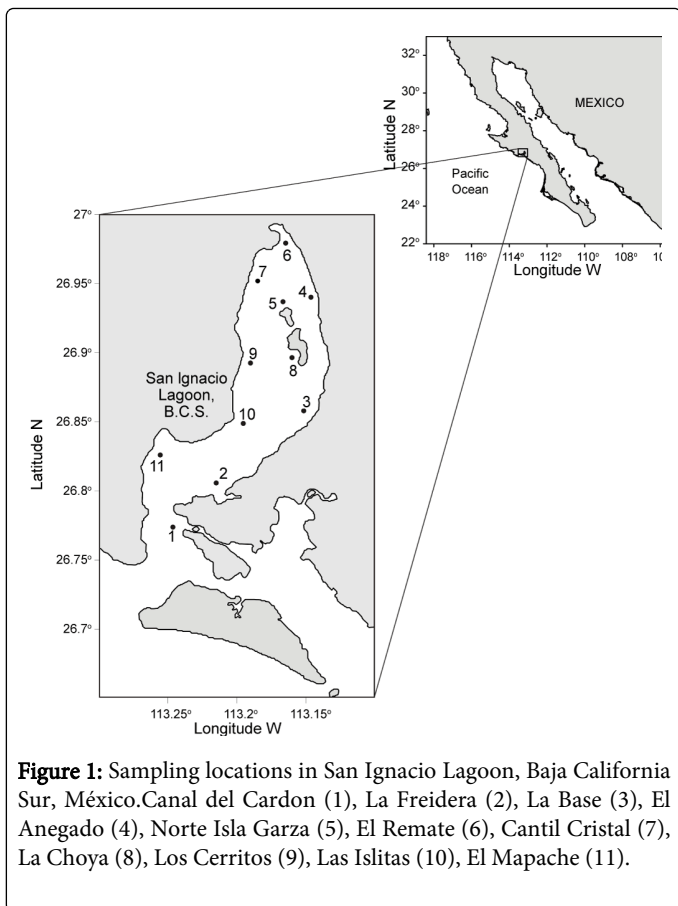 32°
30°
28°
26°
24°
22°
Latitude N
MEXICO
Pacific
Ocean
118° 116° 114° 112° 110° 108° 10
Longitude W
27°
26.95°
26.9°
26.85°
26.8°
26.75°
26.7°
Latitude N
6
7
4
5
9
8
San Ignacio
Lagoon,
B.C.S.
3
10
11
2
1
113.25° 113.2° 113.15°
Longitude W
Figure 1: Sampling locations in San Ignacio Lagoon, Baja California
Sur, México.Canal del Cardon (1), La Freidera (2), La Base (3), El
Anegado (4), Norte Isla Garza (5), El Remate (6), Cantil Cristal (7),
La Choya (8), Los Cerritos (9), Las Islitas (10), El Mapache (11).